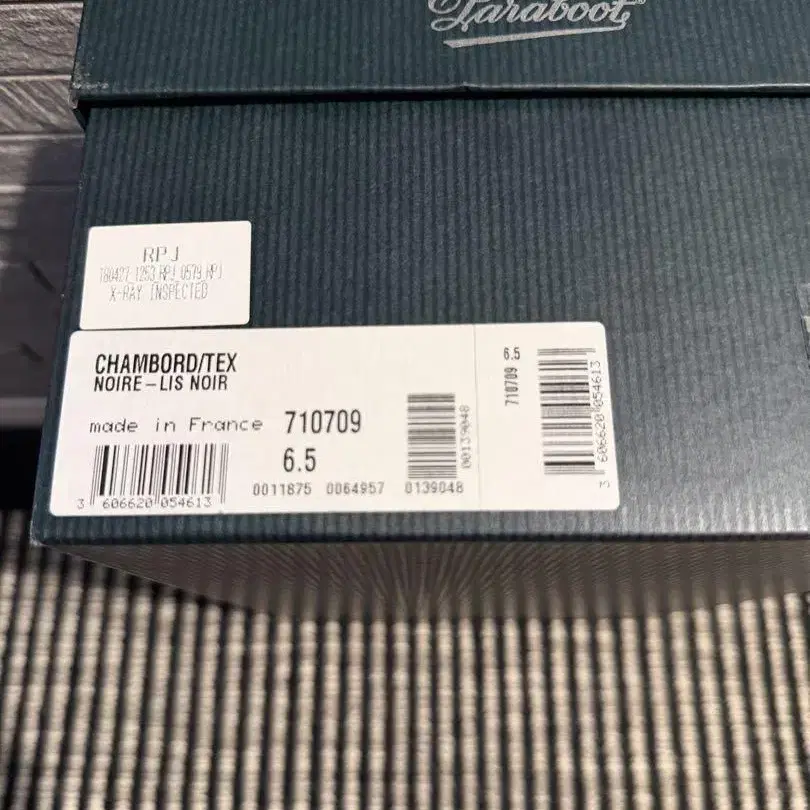 Paraboot
RPJ
X-RAY INSPECTED
CHAMBORD/TEX
NOIRE–LIS NOIR
made in France 710709
6.5
3 606620 054613
0011875 0064957 0139048
00139048
6.5
710709
3 606620 054613